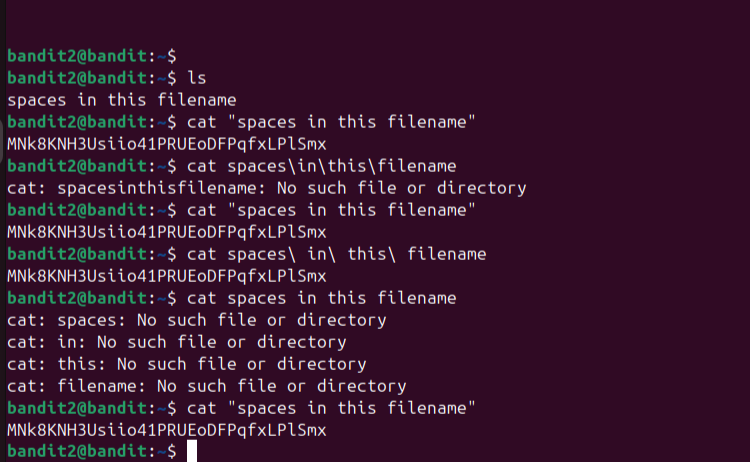 bandit2@bandit:~$
bandit2@bandit:~$ ls
spaces in this filename
bandit2@bandit:~$ cat "spaces in this filename"
MNk8KNH3Usiio41PRUEoDFPqfxLPlSmx
bandit2@bandit:~$ cat spaces\in\this\filename
cat: spacesinthisfilename: No such file or directory
bandit2@bandit:~$ cat "spaces in this filename"
MNk8KNH3Usiio41PRUEoDFPqfxLPlSmx
bandit2@bandit:~$ cat spaces\ in\ this\ filename
MNk8KNH3Usiio41PRUEoDFPqfxLPlSmx
bandit2@bandit:~$ cat spaces in this filename
cat: spaces: No such file or directory
cat: in: No such file or directory
cat: this: No such file or directory
cat: filename: No such file or directory
bandit2@bandit:~$ cat "spaces in this filename"
MNk8KNH3Usiio41PRUEoDFPqfxLPlSmx
bandit2@bandit:~$